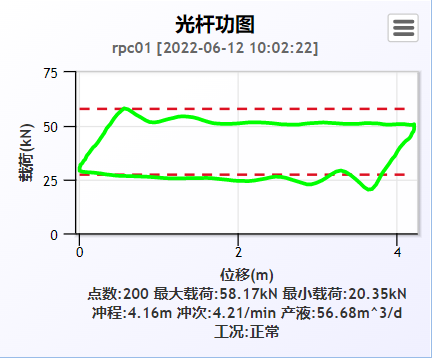 光杆功图
rpc01 [2022-06-12 10:02:22]
75
50
25
0
载荷(kN)
0
2
4
位移(m)
点数:200 最大载荷:58.17kN 最小载荷:20.35kN
冲程:4.16m 冲次:4.21/min 产液:56.68m^3/d
工况:正常